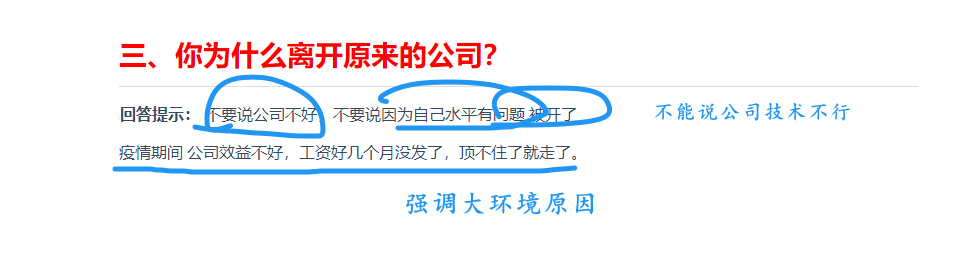 三、你为什么离开原来的公司？
回答提示： 不要说公司不好 不要说因为自己水平有问题 被开了
不能说公司技术不行
疫情期间 公司效益不好，工资好几个月没发了，顶不住了就走了。
强调大环境原因